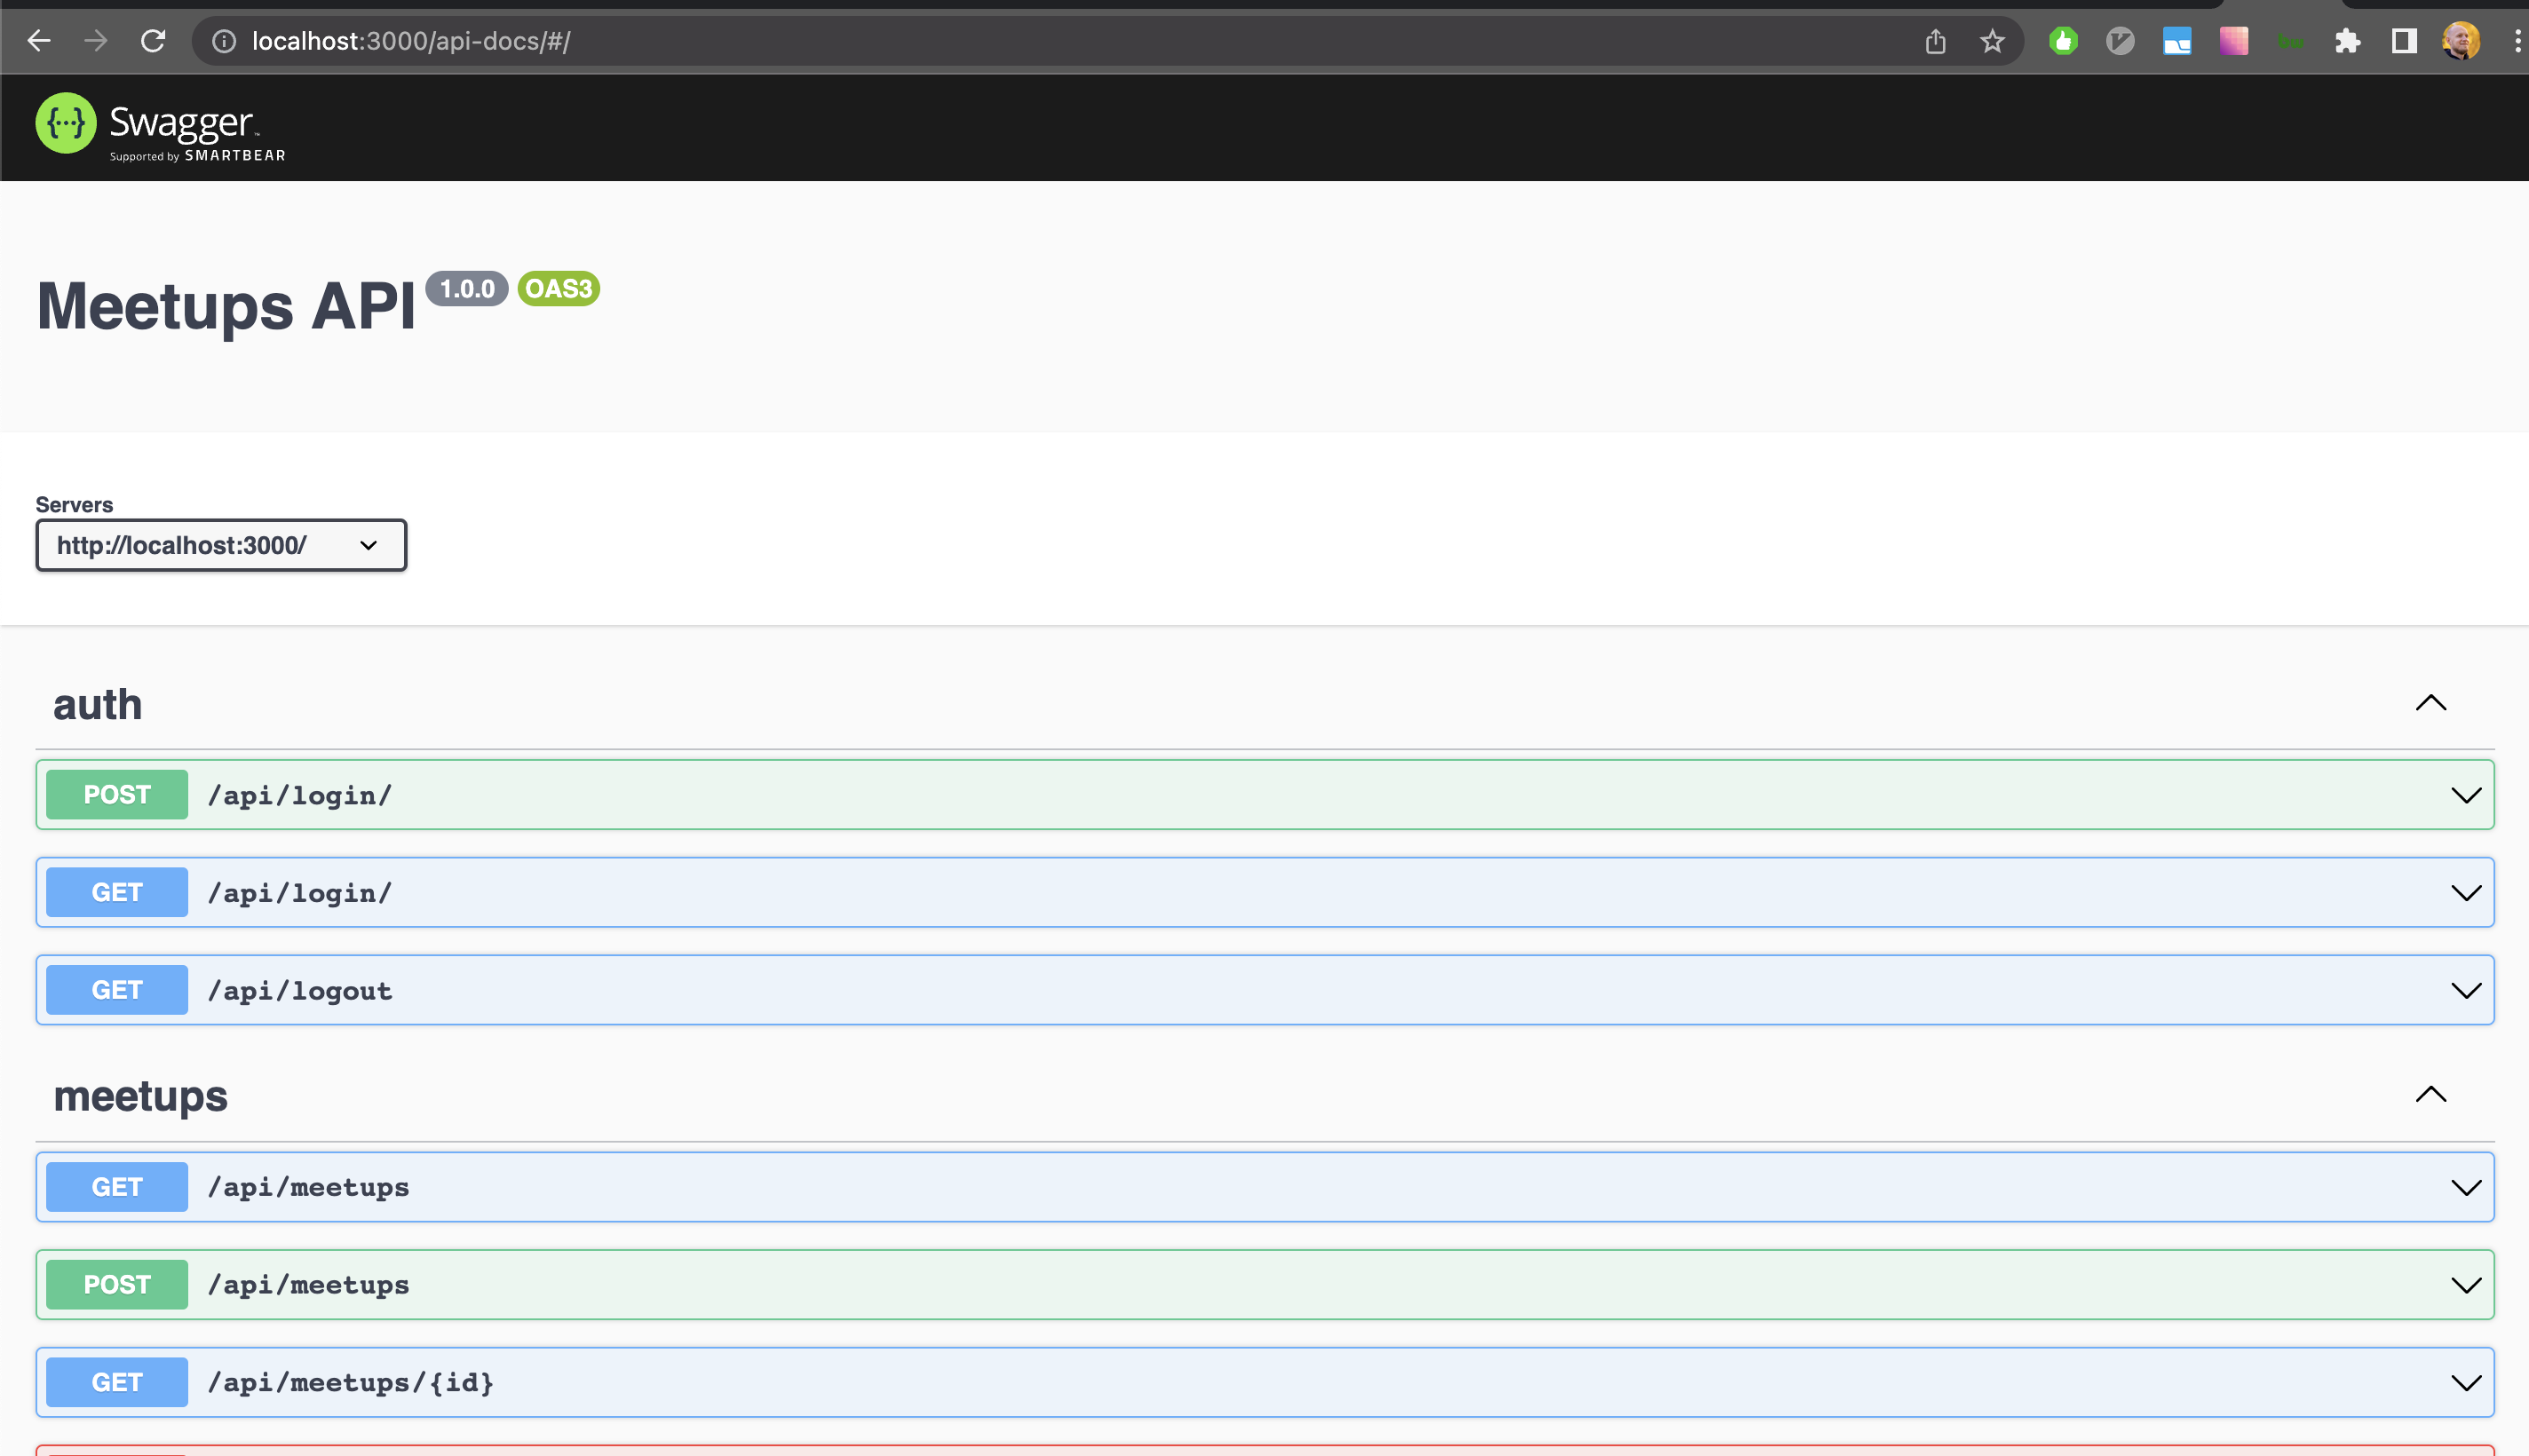 localhost:3000/api-docs/#/
Swagger™
Supported by SMARTBEAR
Meetups API 1.0.0 OAS3
Servers
http://localhost:3000/
auth
POST /api/login/
GET /api/login/
GET /api/logout
meetups
GET /api/meetups
POST /api/meetups
GET /api/meetups/{id}